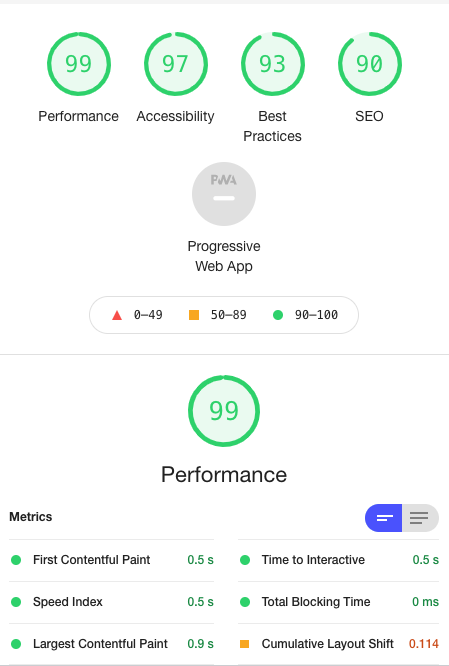 99 97 93 90
Performance Accessibility Best Practices SEO
PWA
Progressive
Web App
0–49 50–89 90–100
99
Performance
Metrics
First Contentful Paint 0.5 s
Time to Interactive 0.5 s
Speed Index 0.5 s
Total Blocking Time 0 ms
Largest Contentful Paint 0.9 s
Cumulative Layout Shift 0.114